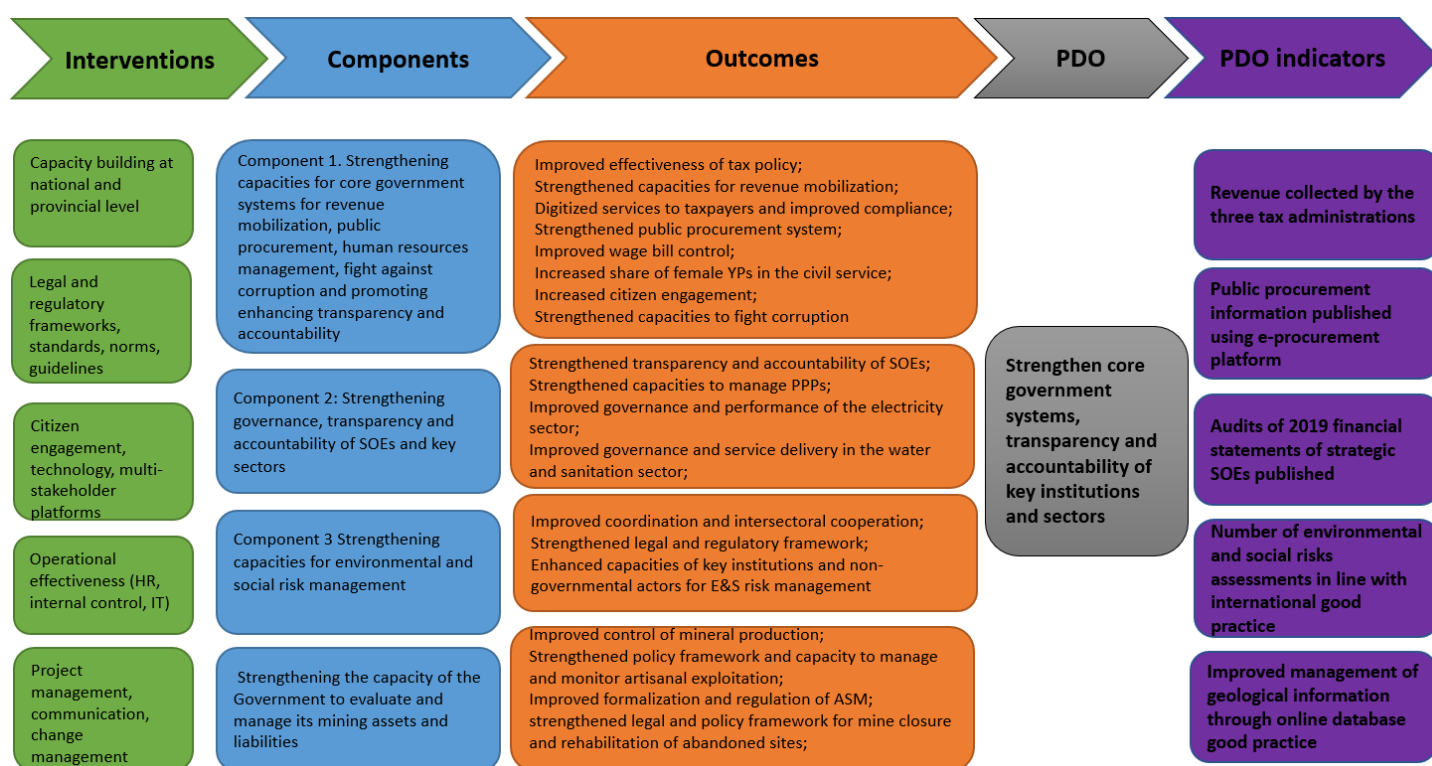 Interventions
Components
Outcomes
PDO
PDO indicators
Capacity building at
national and
provincial level
Legal and
regulatory
frameworks,
standards, norms,
guidelines
Citizen
engagement,
technology, multi-
stakeholder
platforms
Operational
effectiveness (HR,
internal control, IT)
Project
management,
communication,
change
management
Component 1. Strengthening
capacities for core government
systems for revenue
mobilization, public
procurement, human resources
management, fight against
corruption and promoting
enhancing transparency and
accountability
Component 2: Strengthening
governance, transparency and
accountability of SOEs and key
sectors
Component 3 Strengthening
capacities for environmental and
social risk management
Strengthening the capacity of the
Government to evaluate and
manage its mining assets and
liabilities
Improved effectiveness of tax policy;
Strengthened capacities for revenue mobilization;
Digitized services to taxpayers and improved compliance;
Strengthened public procurement system;
Improved wage bill control;
Increased share of female YPs in the civil service;
Increased citizen engagement;
Strengthened capacities to fight corruption
Strengthened transparency and accountability of SOEs;
Strengthened capacities to manage PPPs;
Improved governance and performance of the electricity
sector;
Improved governance and service delivery in the water
and sanitation sector;
Improved coordination and intersectoral cooperation;
Strengthened legal and regulatory framework;
Enhanced capacities of key institutions and non-
governmental actors for E&S risk management
Improved control of mineral production;
Strengthened policy framework and capacity to manage
and monitor artisanal exploitation;
Improved formalization and regulation of ASM;
strengthened legal and policy framework for mine closure
and rehabilitation of abandoned sites;
Strengthen core
government
systems,
transparency and
accountability of
key institutions
and sectors
Revenue collected by the
three tax administrations
Public procurement
information published
using e-procurement
platform
Audits of 2019 financial
statements of strategic
SOEs published
Number of environmental
and social risks
assessments in line with
international good
practice
Improved management of
geological information
through online database
good practice